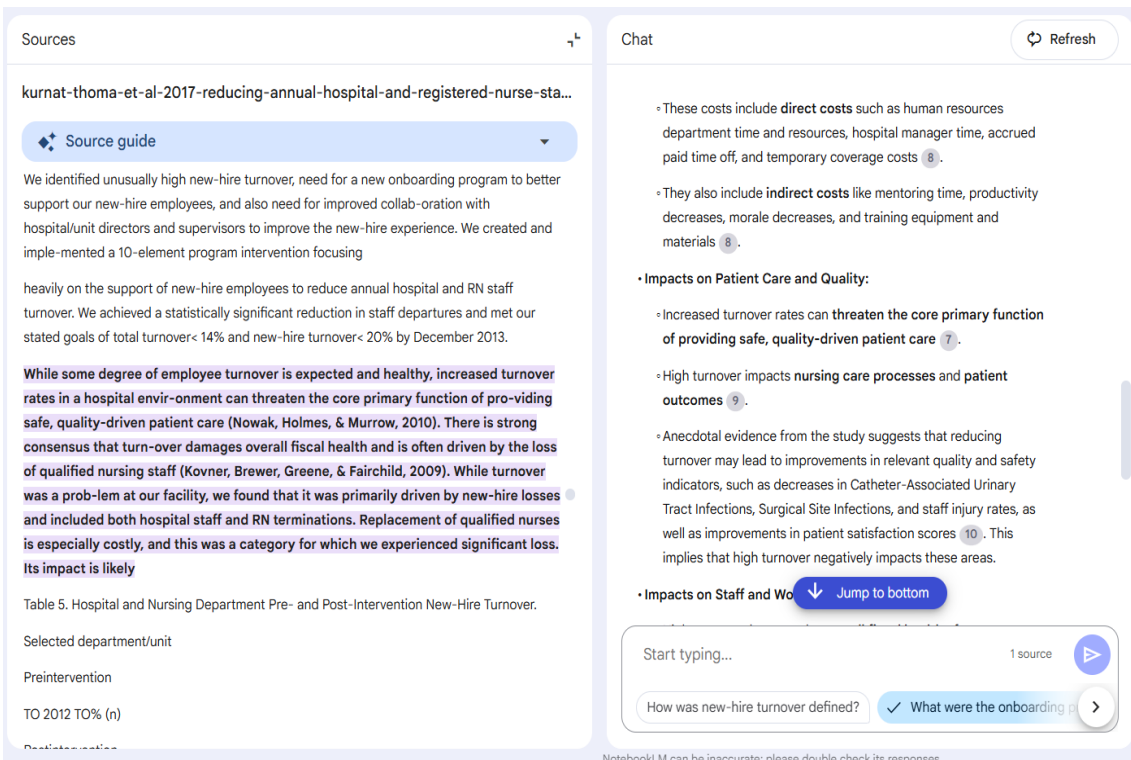 Sources
kurnat-thoma-et-al-2017-reducing-annual-hospital-and-registered-nurse-sta...
Source guide
We identified unusually high new-hire turnover, need for a new onboarding program to better
support our new-hire employees, and also need for improved collab-oration with
hospital/unit directors and supervisors to improve the new-hire experience. We created and
imple-mented a 10-element program intervention focusing
heavily on the support of new-hire employees to reduce annual hospital and RN staff
turnover. We achieved a statistically significant reduction in staff departures and met our
stated goals of total turnover< 14% and new-hire turnover< 20% by December 2013.
While some degree of employee turnover is expected and healthy, increased turnover
rates in a hospital envir-onment can threaten the core primary function of pro-viding
safe, quality-driven patient care (Nowak, Holmes, & Murrow, 2010). There is strong
consensus that turn-over damages overall fiscal health and is often driven by the loss
of qualified nursing staff (Kovner, Brewer, Greene, & Fairchild, 2009). While turnover
was a prob-lem at our facility, we found that it was primarily driven by new-hire losses
and included both hospital staff and RN terminations. Replacement of qualified nurses
is especially costly, and this was a category for which we experienced significant loss.
Its impact is likely
Table 5. Hospital and Nursing Department Pre- and Post-Intervention New-Hire Turnover.
Selected department/unit
Preintervention
TO 2012 TO% (n)
Chat
Refresh
◦ These costs include direct costs such as human resources
department time and resources, hospital manager time, accrued
paid time off, and temporary coverage costs 8 .
◦ They also include indirect costs like mentoring time, productivity
decreases, morale decreases, and training equipment and
materials 8 .
• Impacts on Patient Care and Quality:
◦ Increased turnover rates can threaten the core primary function
of providing safe, quality-driven patient care 7 .
◦ High turnover impacts nursing care processes and patient
outcomes 9 .
◦ Anecdotal evidence from the study suggests that reducing
turnover may lead to improvements in relevant quality and safety
indicators, such as decreases in Catheter-Associated Urinary
Tract Infections, Surgical Site Infections, and staff injury rates, as
well as improvements in patient satisfaction scores 10 . This
implies that high turnover negatively impacts these areas.
• Impacts on Staff and Wo
Jump to bottom
Start typing...
1 source
How was new-hire turnover defined?
What were the onboarding p
NotebookLM can be inaccurate; please double check its responses.